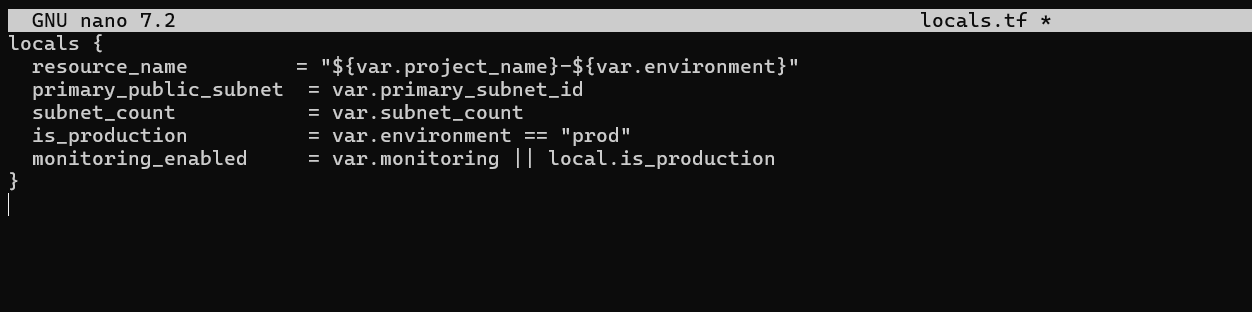 GNU nano 7.2 locals.tf *
locals {
  resource_name         = "${var.project_name}-${var.environment}"
  primary_public_subnet  = var.primary_subnet_id
  subnet_count           = var.subnet_count
  is_production          = var.environment == "prod"
  monitoring_enabled     = var.monitoring || local.is_production
}